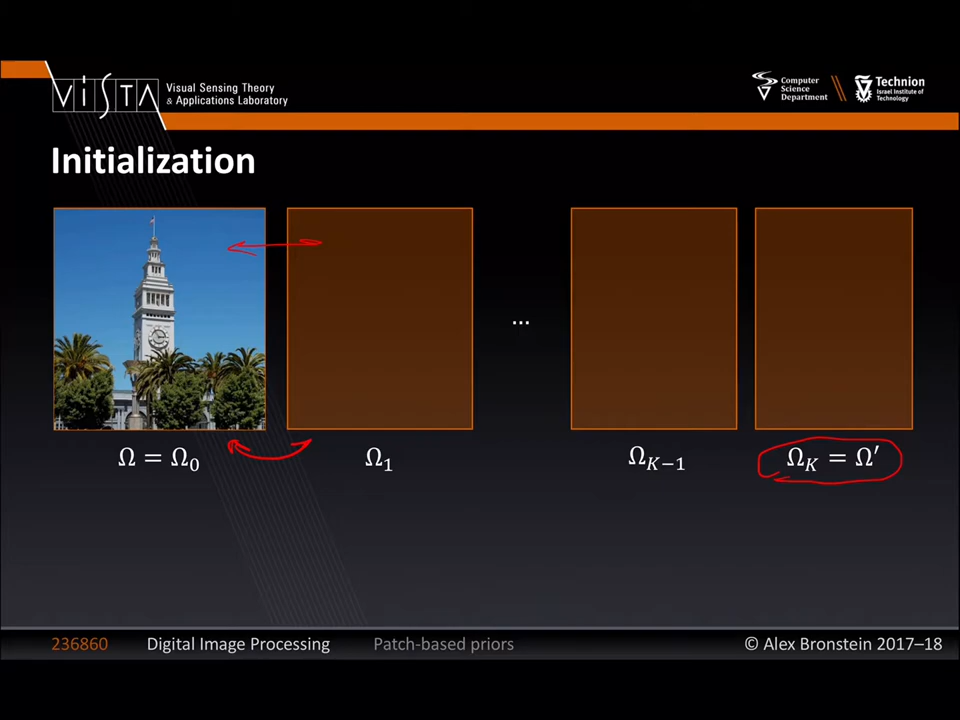 ViSTA
Visual Sensing Theory
& Applications Laboratory
Computer
Science
Department
Technion
Israel Institute of
Technology
Initialization
...
Ω = Ω₀
Ω₁
Ω_{K−1}
Ω_K = Ω′
236860 Digital Image Processing Patch-based priors © Alex Bronstein 2017–18